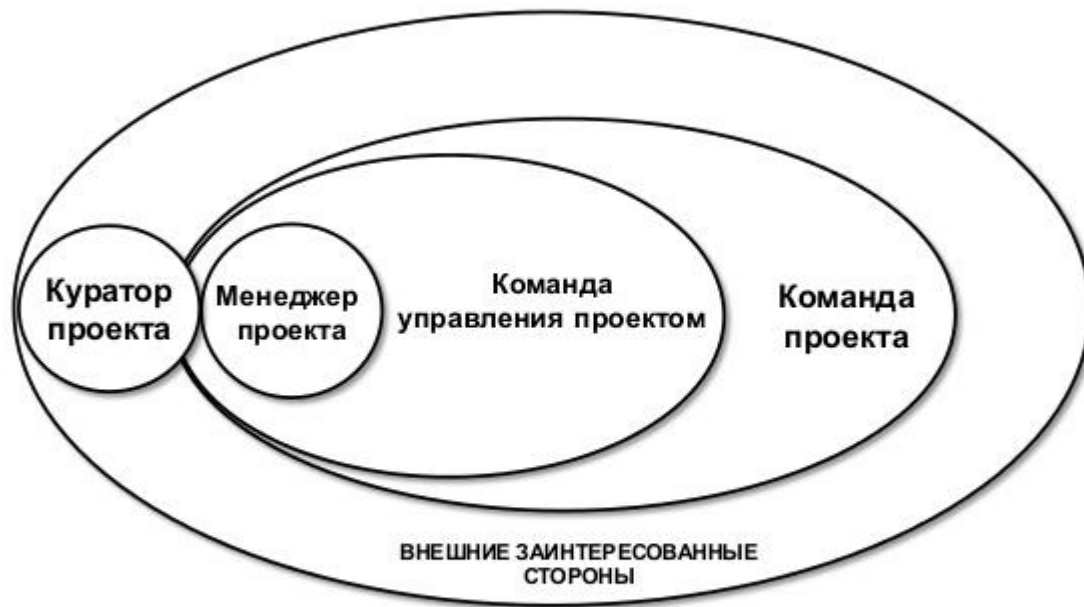 Куратор
проекта
Менеджер
проекта
Команда
управления проектом
Команда
проекта
ВНЕШНИЕ ЗАИНТЕРЕСОВАННЫЕ
СТОРОНЫ